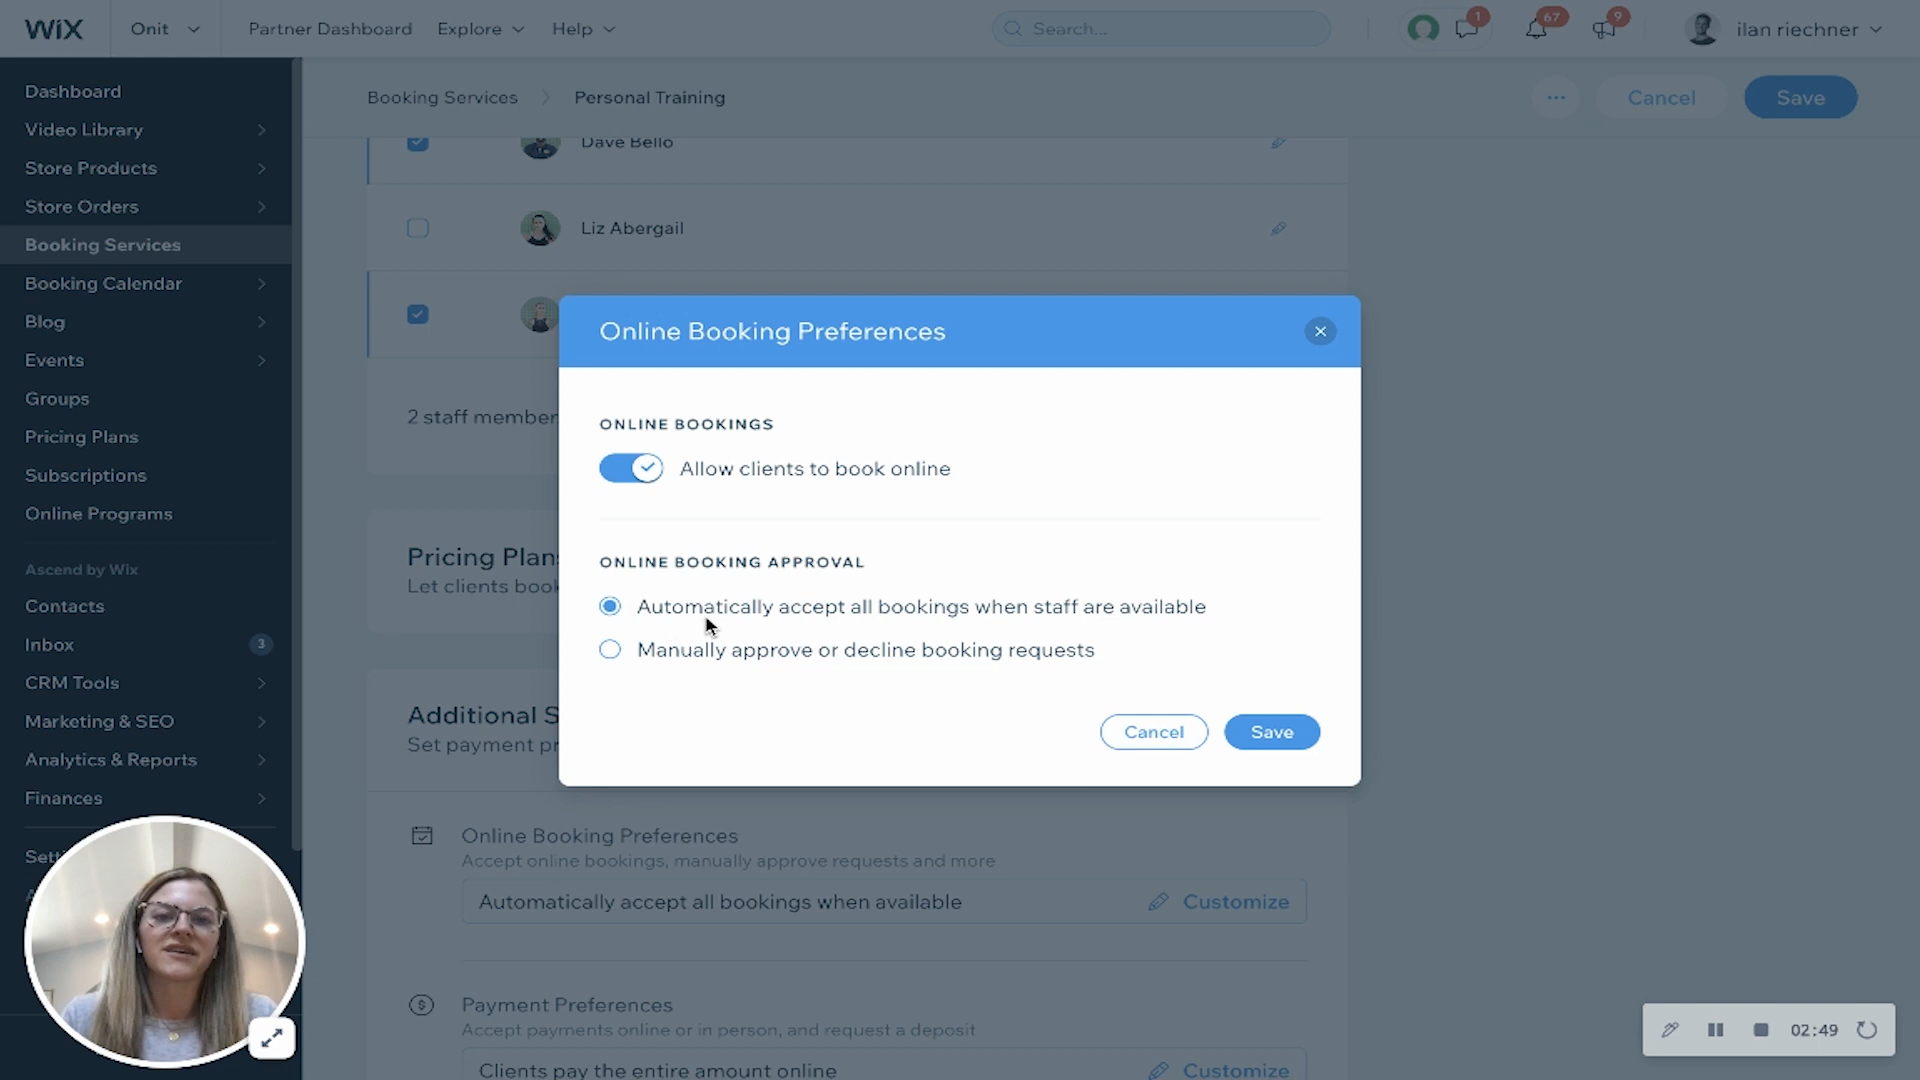 WiX
Onit
Partner Dashboard
Explore
Help
Search...
1
67
9
ilan riechner
Dashboard
Video Library
Store Products
Store Orders
Booking Services
Booking Calendar
Blog
Events
Groups
Pricing Plans
Subscriptions
Online Programs
Ascend by Wix
Contacts
Inbox
3
CRM Tools
Marketing & SEO
Analytics & Reports
Finances
Booking Services
Personal Training
...
Cancel
Save
Dave Bello
Liz Abergail
2 staff member
Pricing Plans
Let clients book
Additional S
Set payment pr
Online Booking Preferences
ONLINE BOOKINGS
Allow clients to book online
ONLINE BOOKING APPROVAL
Automatically accept all bookings when staff are available
Manually approve or decline booking requests
Cancel
Save
Online Booking Preferences
Accept online bookings, manually approve requests and more
Automatically accept all bookings when available
Customize
Payment Preferences
Accept payments online or in person, and request a deposit
Clients pay the entire amount online
Customize
02:49